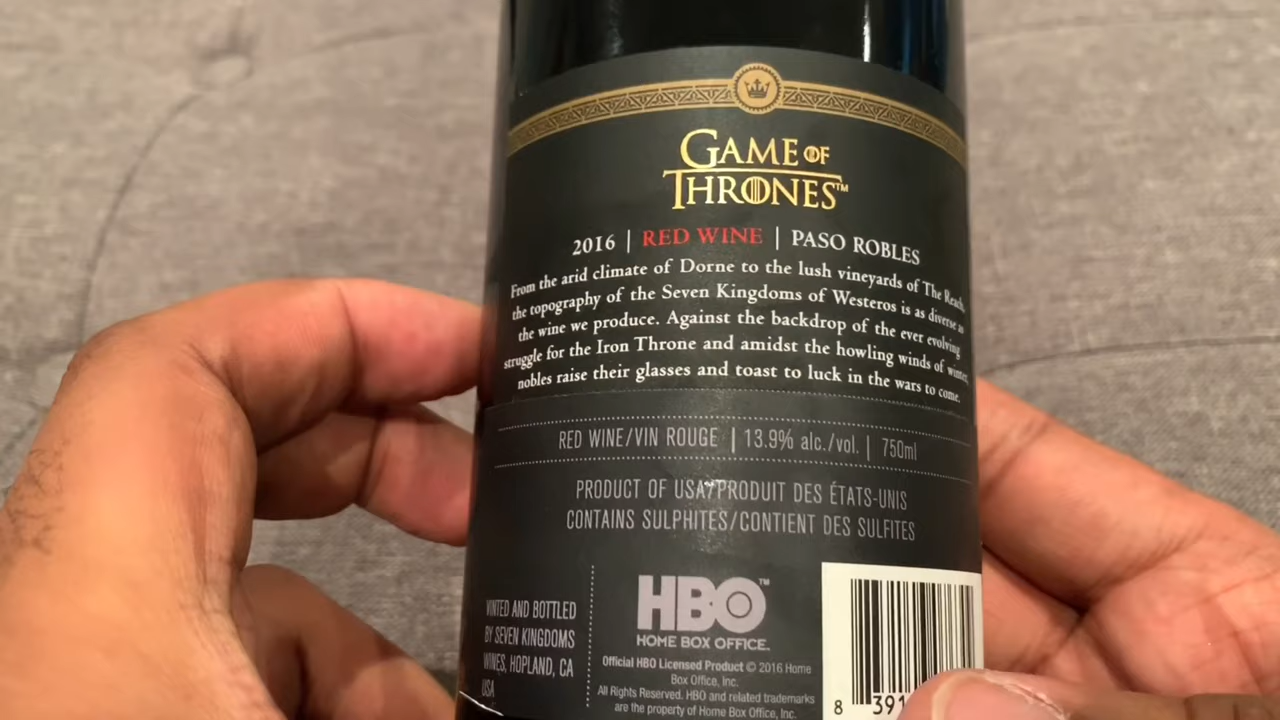 GAME OF
THRONES™
2016 | RED WINE | PASO ROBLES
From the arid climate of Dorne to the lush vineyards of The Reach,
the topography of the Seven Kingdoms of Westeros is as diverse as
the wine we produce. Against the backdrop of the ever evolving
struggle for the Iron Throne and amidst the howling winds of winter,
nobles raise their glasses and toast to luck in the wars to come.
RED WINE/VIN ROUGE | 13.9% alc./vol. | 750ml
PRODUCT OF USA/PRODUIT DES ÉTATS-UNIS
CONTAINS SULPHITES/CONTIENT DES SULFITES
VINTED AND BOTTLED
BY SEVEN KINGDOMS
WINES, HOPLAND, CA
USA
HBO™
HOME BOX OFFICE.
Official HBO Licensed Product © 2016 Home
Box Office, Inc.
All Rights Reserved. HBO and related trademarks
are the property of Home Box Office, Inc.
8 391